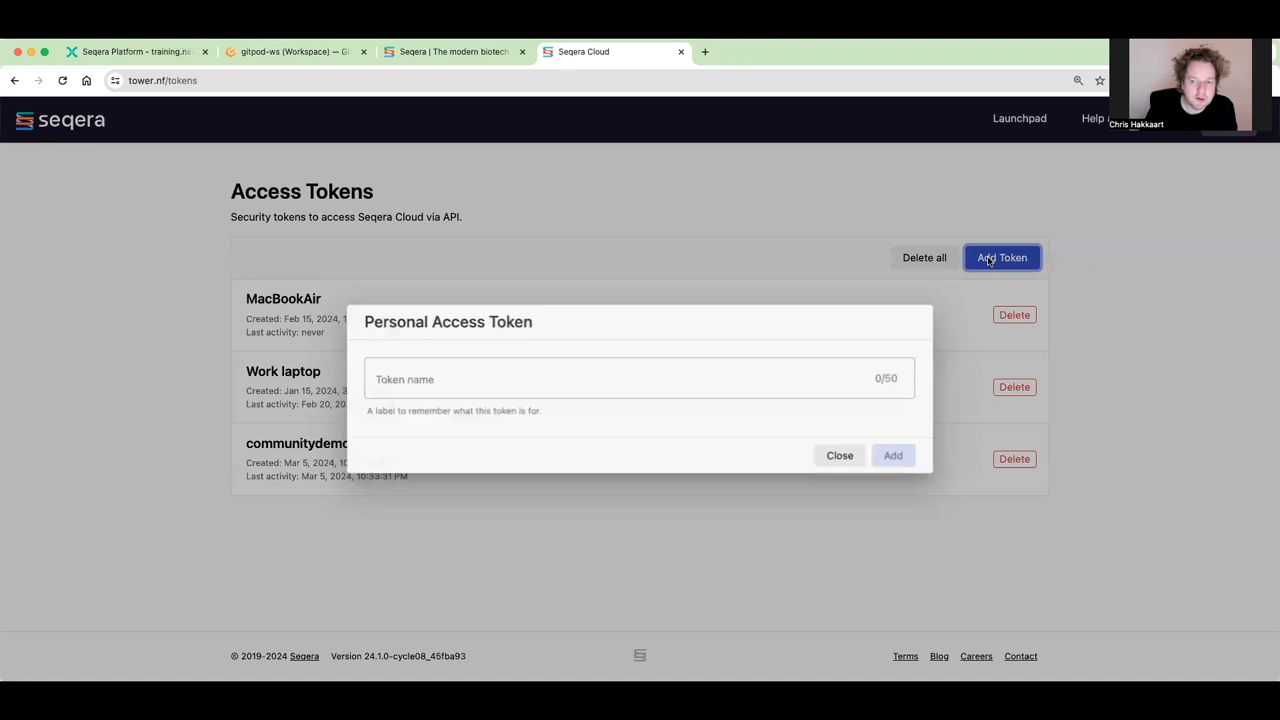 Seqera Platform - training.ne
gitpod-ws (Workspace) — Gi
Seqera | The modern biotech
Seqera Cloud
tower.nf/tokens
seqera
Launchpad
Help
Chris Hakkaart
Access Tokens
Security tokens to access Seqera Cloud via API.
Delete all
Add Token
MacBookAir
Created: Feb 15, 2024, 1
Last activity: never
Delete
Personal Access Token
Token name
0/50
A label to remember what this token is for.
Close
Add
Work laptop
Created: Jan 15, 2024, 3
Last activity: Feb 20, 20
Delete
communitydemo
Created: Mar 5, 2024, 10
Last activity: Mar 5, 2024, 10:33:31 PM
Delete
© 2019-2024 Seqera
Version 24.1.0-cycle08_45fba93
Terms
Blog
Careers
Contact